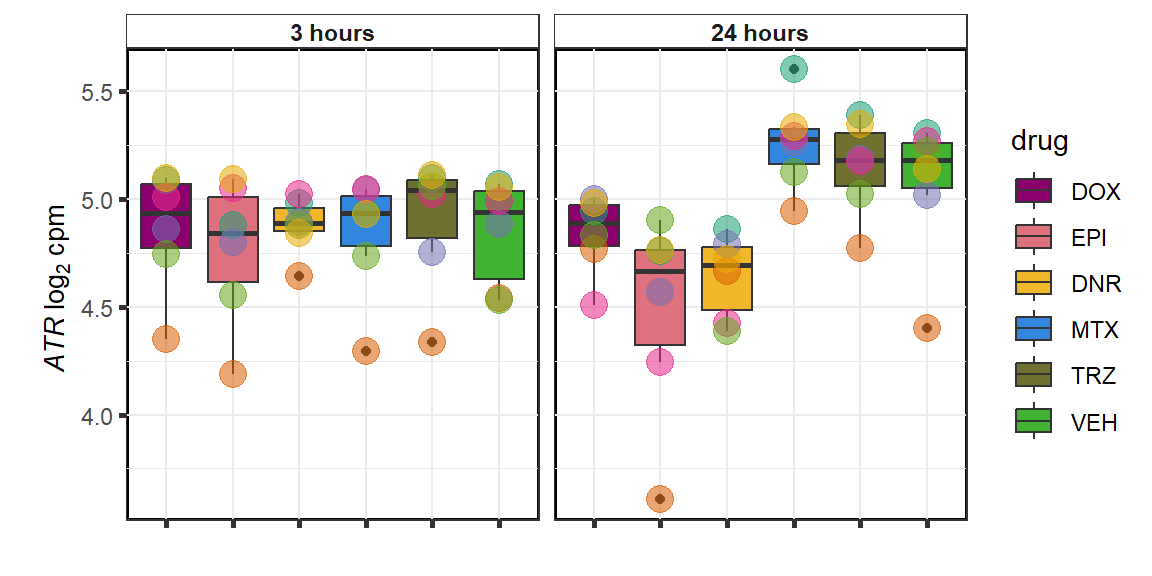 3 hours
24 hours
5.5
5.0
4.5
4.0
ATR log₂ cpm
drug
DOX
EPI
DNR
MTX
TRZ
VEH